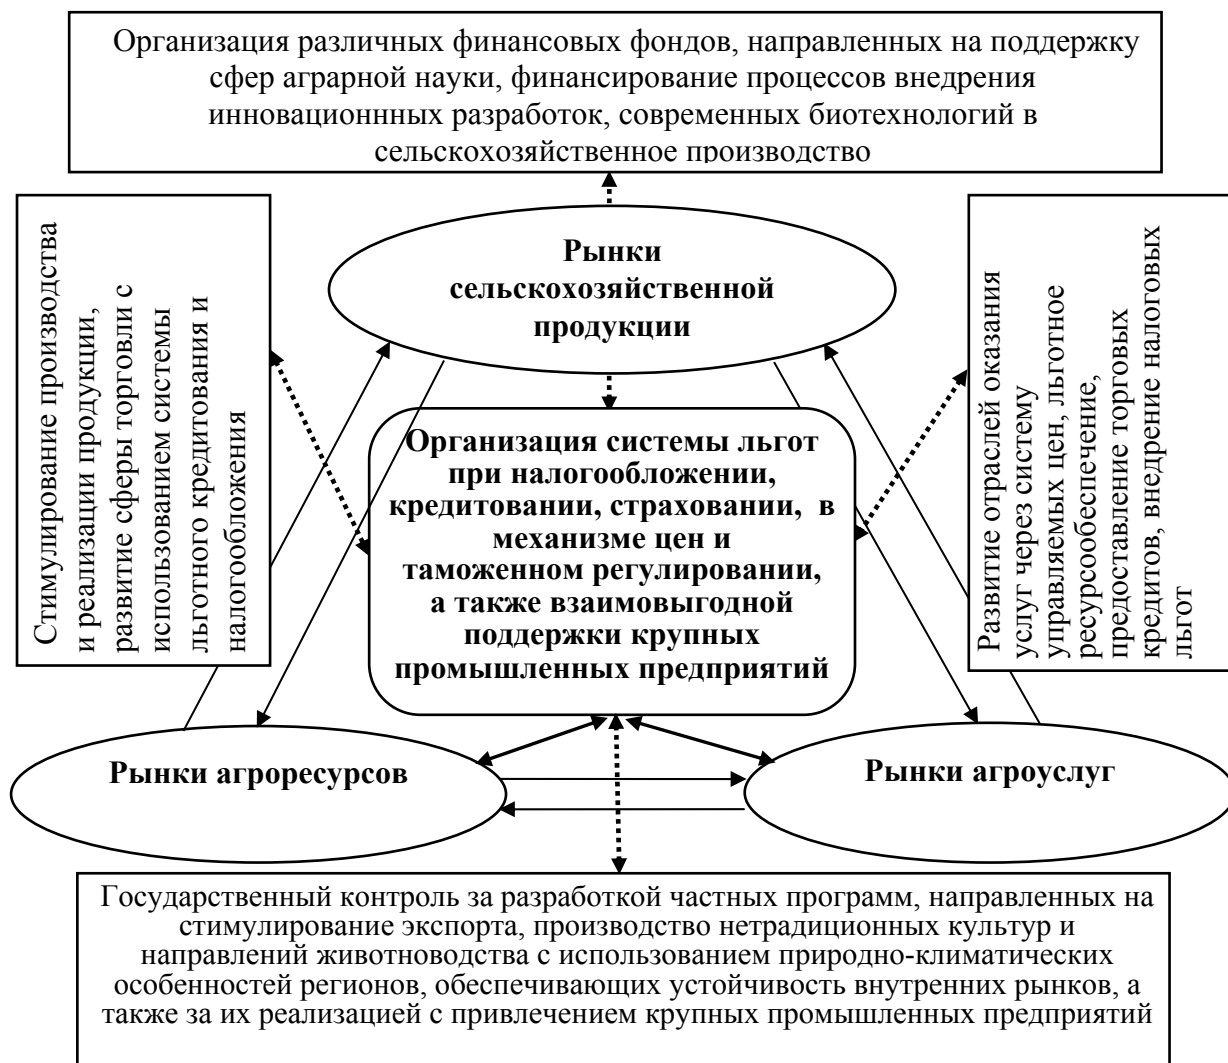 Организация различных финансовых фондов, направленных на поддержку
сфер аграрной науки, финансирование процессов внедрения
инновационнных разработок, современных биотехнологий в
сельскохозяйственное производство
Стимулирование производства
и реализации продукции,
развитие сферы торговли с
использованием системы
льготного кредитования и
налогообложения
Рынки
сельскохозяйственной
продукции
Развитие отраслей оказания
услуг через систему
управляемых цен, льготное
ресурсообеспечение,
предоставление торговых
кредитов, внедрение налоговых
льгот
Организация системы льгот
при налогообложении,
кредитовании, страховании, в
механизме цен и
таможенном регулировании,
а также взаимовыгодной
поддержки крупных
промышленных предприятий
Рынки агроресурсов
Рынки агроуслуг
Государственный контроль за разработкой частных программ, направленных на
стимулирование экспорта, производство нетрадиционных культур и
направлений животноводства с использованием природно-климатических
особенностей регионов, обеспечивающих устойчивость внутренних рынков, а
также за их реализацией с привлечением крупных промышленных предприятий